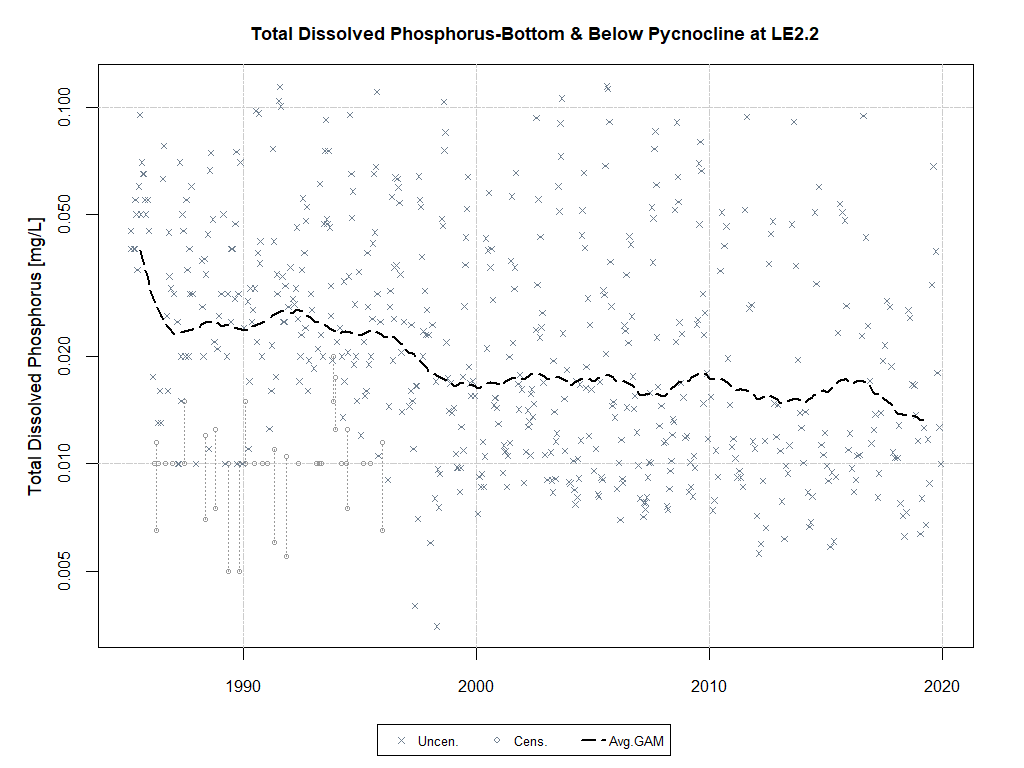 Total Dissolved Phosphorus-Bottom & Below Pycnocline at LE2.2
Total Dissolved Phosphorus [mg/L]
0.100
0.050
0.020
0.010
0.005
1990 2000 2010 2020
Uncen. Cens. Avg.GAM